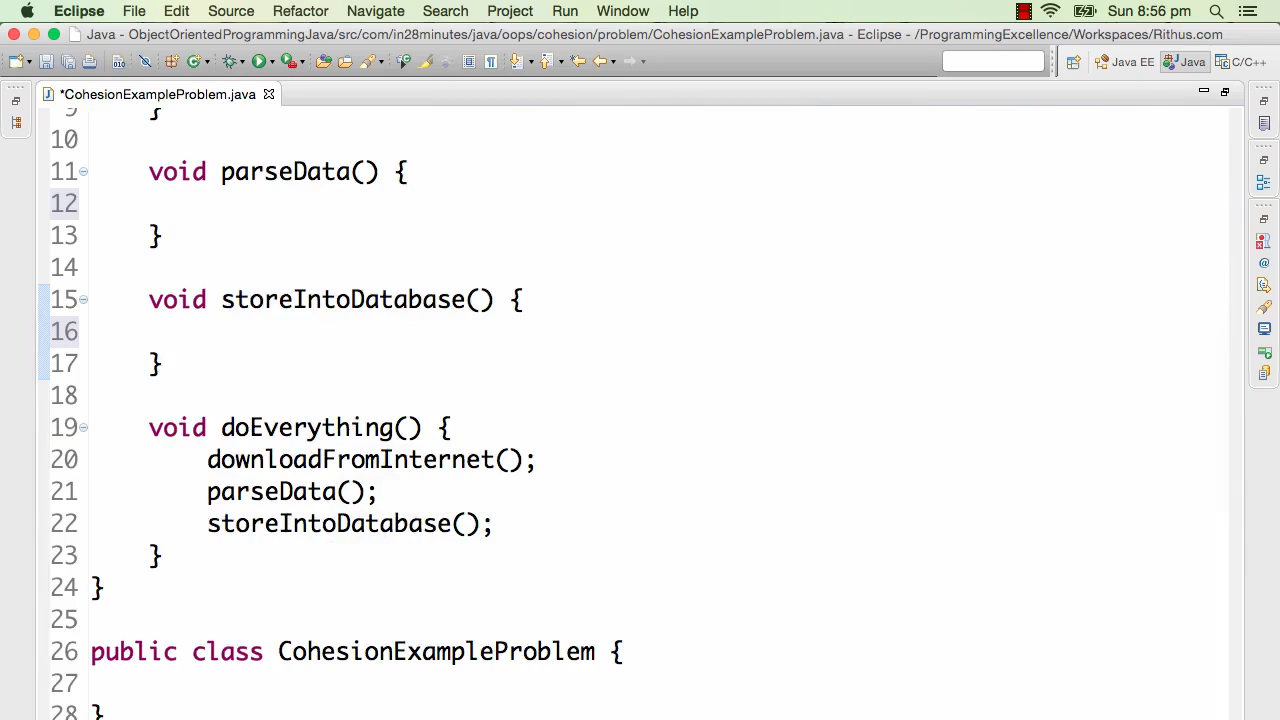 Eclipse File Edit Source Refactor Navigate Search Project Run Window Help Sun 8:56 pm
Java - ObjectOrientedProgrammingJava/src/com/in28minutes/java/oops/cohesion/problem/CohesionExampleProblem.java - Eclipse - /ProgrammingExcellence/Workspaces/Rithus.com
Java EE Java C/C++
*CohesionExampleProblem.java
9 }
10
11 void parseData() {
12
13 }
14
15 void storeIntoDatabase() {
16
17 }
18
19 void doEverything() {
20 downloadFromInternet();
21 parseData();
22 storeIntoDatabase();
23 }
24 }
25
26 public class CohesionExampleProblem {
27
28 }